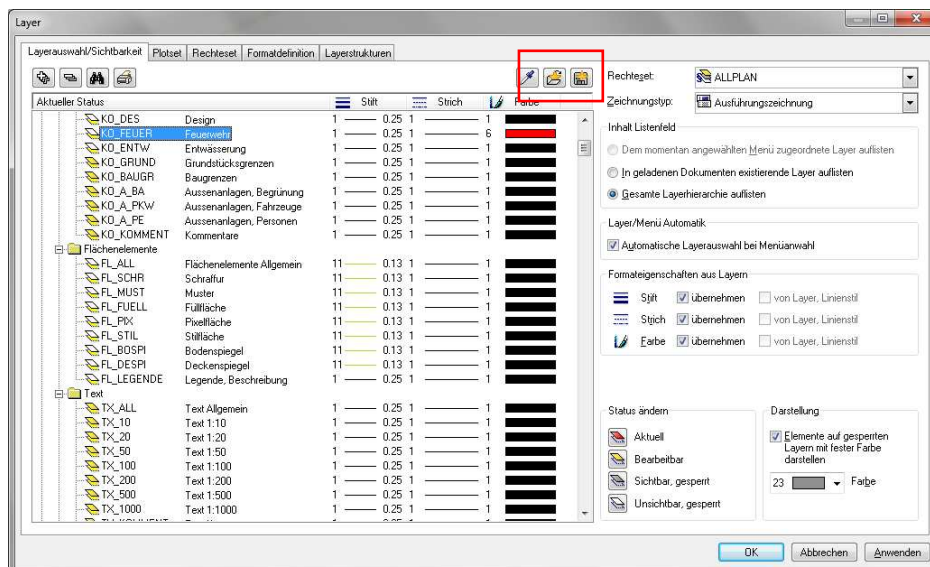 Layer
Layerauswahl/Sichtbarkeit Plotset Rechteset Formatdefinition Layerstrukturen
Rechteset: ALLPLAN
Zeichnungstyp: Ausführungszeichnung
Aktueller Status Stift Strich Farbe
KO_DES Design 1 0.25 1 1
KO_FEUER Feuerwehr 1 0.25 1 6
KO_ENTW Entwässerung 1 0.25 1 1
KO_GRUND Grundstücksgrenzen 1 0.25 1 1
KO_BAUGR Baugrenzen 1 0.25 1 1
KO_A_BA Aussenanlagen, Begrünung 1 0.25 1 1
KO_A_PKW Aussenanlagen, Fahrzeuge 1 0.25 1 1
KO_A_PE Aussenanlagen, Personen 1 0.25 1 1
KO_KOMMENT Kommentare 1 0.25 1 1
Flächenelemente
FL_ALL Flächenelemente Allgemein 11 0.13 1 1
FL_SCHR Schraffur 11 0.13 1 1
FL_MUST Muster 11 0.13 1 1
FL_FUELL Füllfläche 11 0.13 1 1
FL_PIX Pixelfläche 11 0.13 1 1
FL_STIL Stilfläche 11 0.13 1 1
FL_BOSPI Bodenspiegel 11 0.13 1 1
FL_DESPI Deckenspiegel 11 0.13 1 1
FL_LEGENDE Legende, Beschreibung 1 0.25 1 1
Text
TX_ALL Text Allgemein 1 0.25 1 1
TX_10 Text 1:10 1 0.25 1 1
TX_20 Text 1:20 1 0.25 1 1
TX_50 Text 1:50 1 0.25 1 1
TX_100 Text 1:100 1 0.25 1 1
TX_200 Text 1:200 1 0.25 1 1
TX_500 Text 1:500 1 0.25 1 1
TX_1000 Text 1:1000 1 0.25 1 1
Inhalt Listenfeld
Dem momentan angewählten Menü zugeordnete Layer auflisten
In geladenen Dokumenten existierende Layer auflisten
Gesamte Layerhierarchie auflisten
Layer/Menü Automatik
Automatische Layerauswahl bei Menüanwahl
Formateigenschaften aus Layern
Stift übernehmen von Layer, Linienstil
Strich übernehmen von Layer, Linienstil
Farbe übernehmen von Layer, Linienstil
Status ändern
Aktuell
Bearbeitbar
Sichtbar, gesperrt
Unsichtbar, gesperrt
Darstellung
Elemente auf gesperrten
Layern mit fester Farbe
darstellen
23 Farbe
OK Abbrechen Anwenden